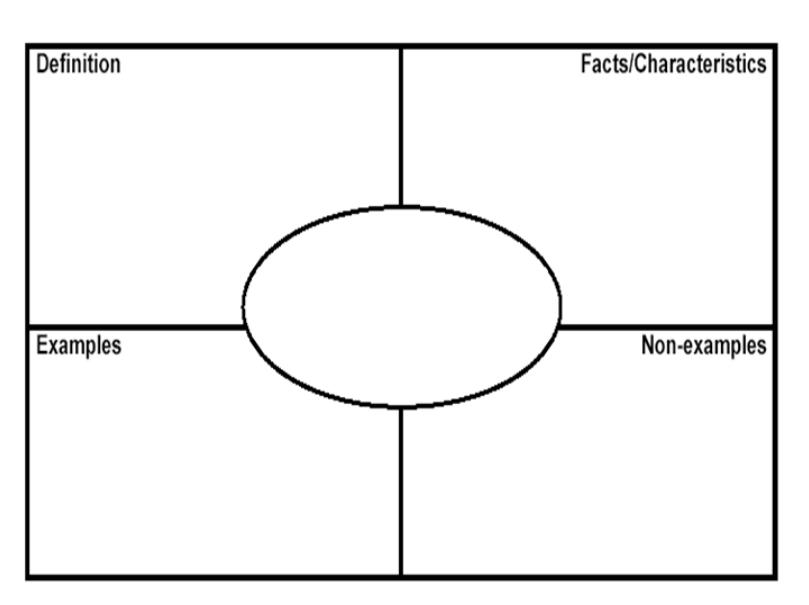 Definition
Facts/Characteristics
Examples
Non-examples